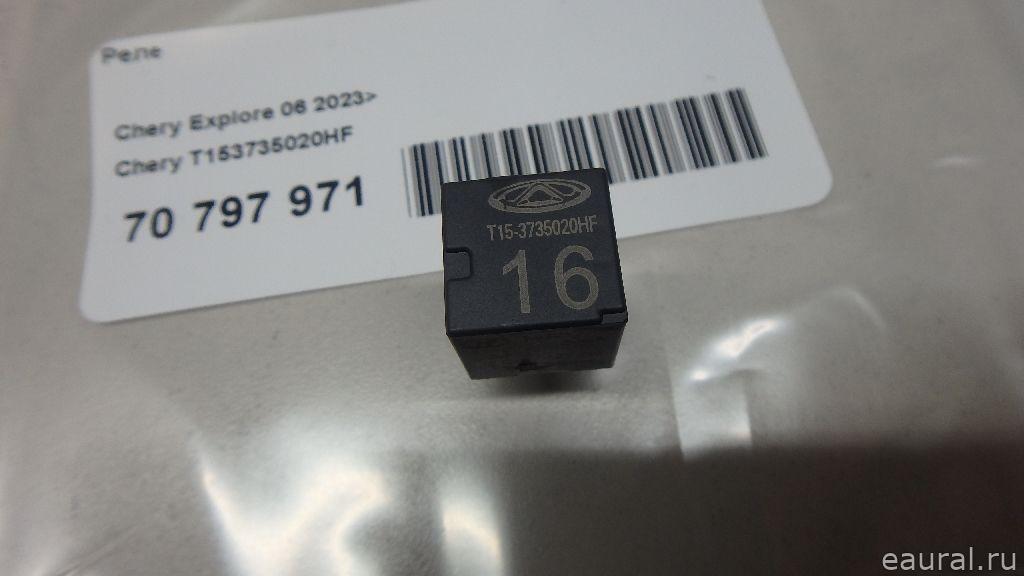 Реле
Chery Explore 06 2023>
Chery T153735020HF
70 797 971
T15-3735020HF
16
eaural.ru